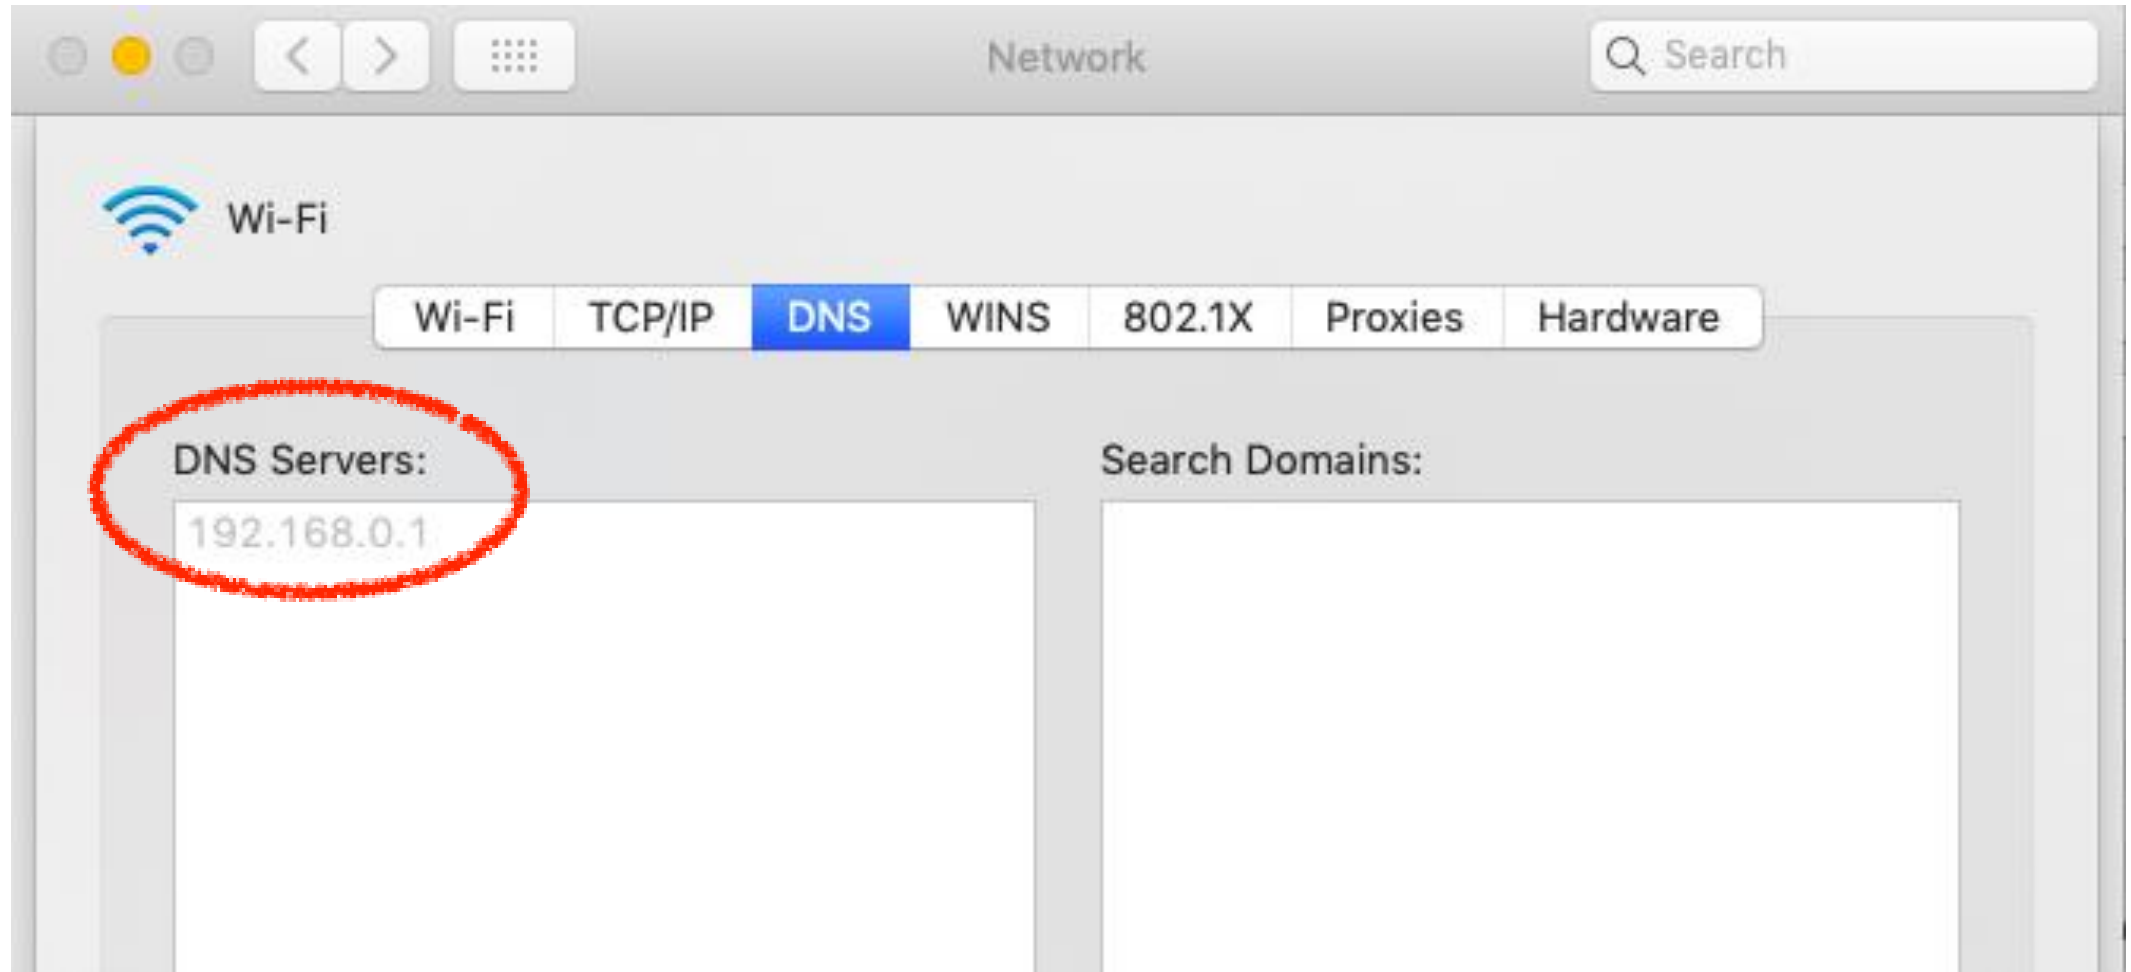 Network
Search
Wi-Fi
Wi-Fi TCP/IP DNS WINS 802.1X Proxies Hardware
DNS Servers:
Search Domains:
192.168.0.1